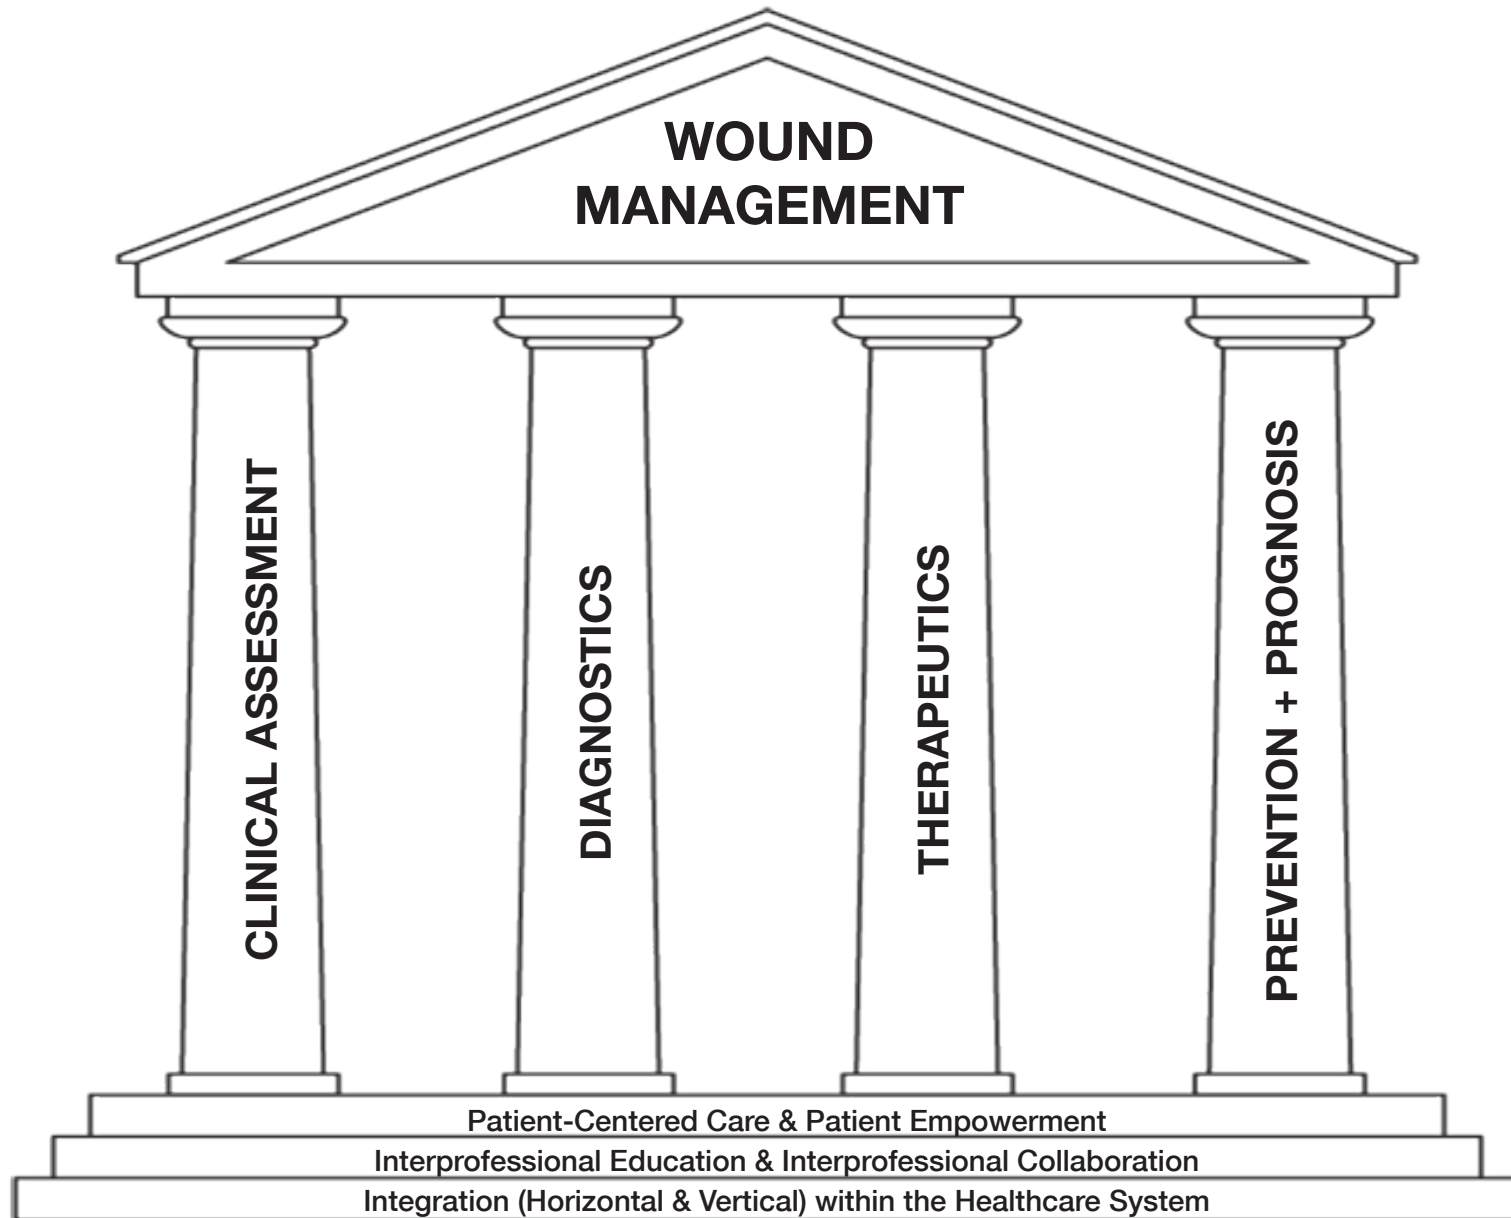 WOUND
MANAGEMENT
CLINICAL ASSESSMENT
DIAGNOSTICS
THERAPEUTICS
PREVENTION + PROGNOSIS
Patient-Centered Care & Patient Empowerment
Interprofessional Education & Interprofessional Collaboration
Integration (Horizontal & Vertical) within the Healthcare System